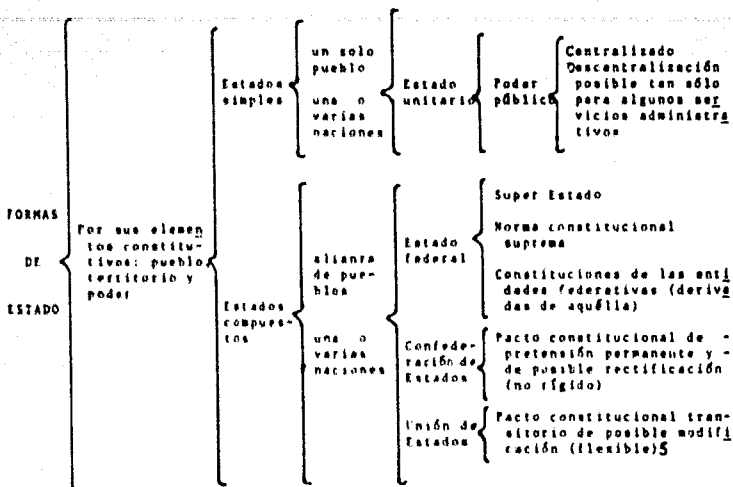 FORMAS
DE
ESTADO
Por sus elemen
tos constitu-
tivos: pueblo
territorio y
poder
Estados
simples
un solo
pueblo
una o
varias
naciones
Estado
unitario
Poder
público
Centralizado
Descentralización
posible tan sólo
para algunos ser
vicios administra
tivos
Estados
compues-
tos
alianza
de pue-
blos
una o
varias
naciones
Estado
federal
Super Estado
Norma constitucional
suprema
Constituciones de las enti
dades federativas (deriva
das de aquélla)
Confede-
ración de
Estados
Pacto constitucional de -
pretensión permanente y -
de posible rectificación
(no rígido)
Unión de
Estados
Pacto constitucional tran-
sitorio de posible modifi
cación (flexible)5